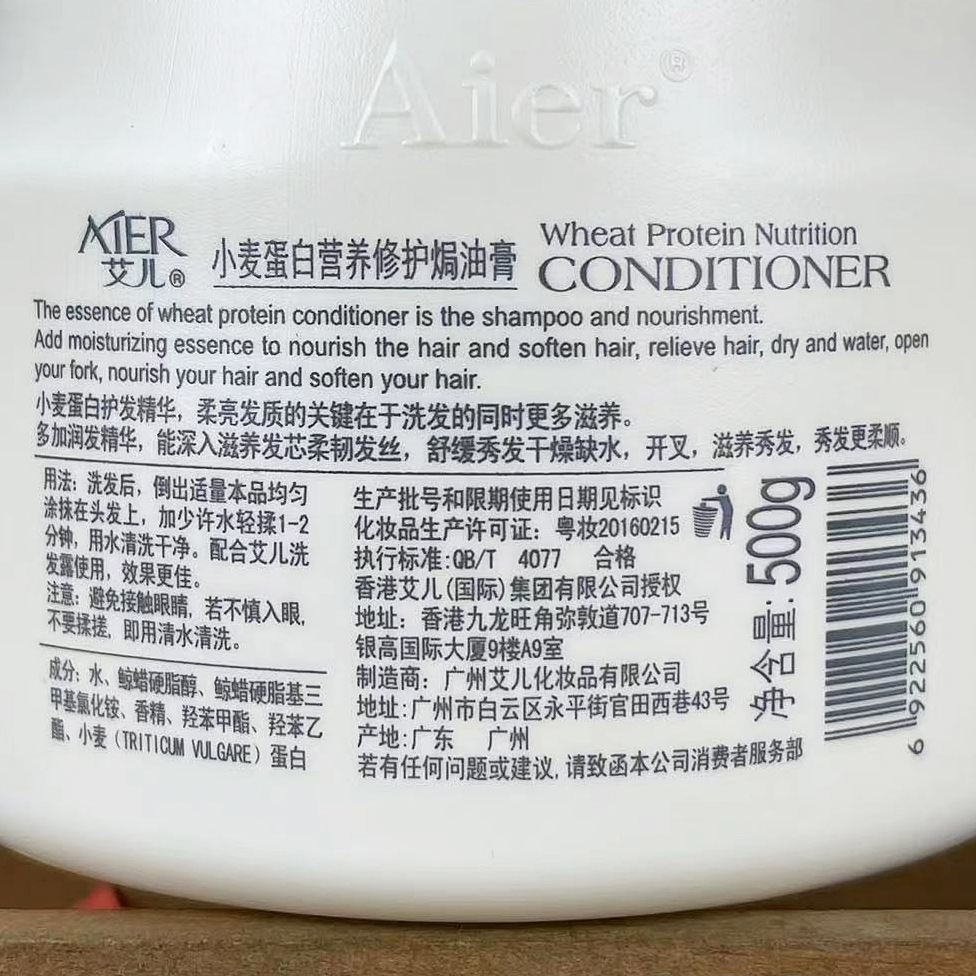 Aier®
AIER
艾儿®
小麦蛋白营养修护焗油膏
Wheat Protein Nutrition
CONDITIONER
The essence of wheat protein conditioner is the shampoo and nourishment.
Add moisturizing essence to nourish the hair and soften hair, relieve hair, dry and water, open
your fork, nourish your hair and soften your hair.
小麦蛋白护发精华，柔亮发质的关键在于洗发的同时更多滋养。
多加润发精华，能深入滋养发芯柔韧发丝，舒缓秀发干燥缺水，开叉，滋养秀发，秀发更柔顺。
用法：洗发后，倒出适量本品均匀
涂抹在头发上，加少许水轻揉1-2
分钟，用水清洗干净。配合艾儿洗
发露使用，效果更佳。
注意：避免接触眼睛，若不慎入眼，
不要揉搓，即用清水清洗。
成分：水、鲸蜡硬脂醇、鲸蜡硬脂基三
甲基氯化铵、香精、羟苯甲酯、羟苯乙
酯、小麦（TRITICUM VULGARE）蛋白
生产批号和限期使用日期见标识
化妆品生产许可证：粤妆20160215
执行标准:QB/T 4077 合格
香港艾儿(国际)集团有限公司授权
地址：香港九龙旺角弥敦道707-713号
银高国际大厦9楼A9室
制造商：广州艾儿化妆品有限公司
地址:广州市白云区永平街官田西巷43号
产地:广东 广州
若有任何问题或建议,请致函本公司消费者服务部
净含量:500g
6922560913436